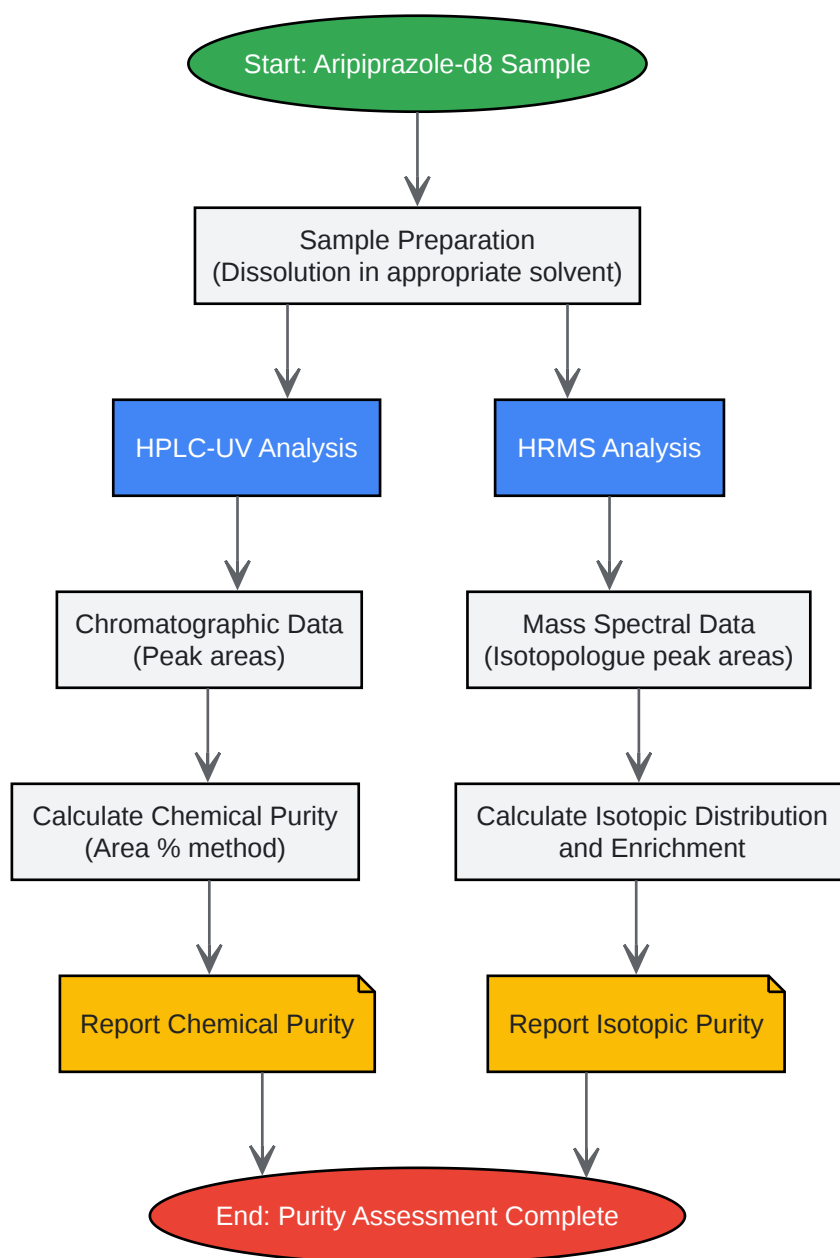 Start: Aripiprazole-d8 Sample
Sample Preparation
(Dissolution in appropriate solvent)
HPLC-UV Analysis
HRMS Analysis
Chromatographic Data
(Peak areas)
Mass Spectral Data
(Isotopologue peak areas)
Calculate Chemical Purity
(Area % method)
Calculate Isotopic Distribution
and Enrichment
Report Chemical Purity
Report Isotopic Purity
End: Purity Assessment Complete